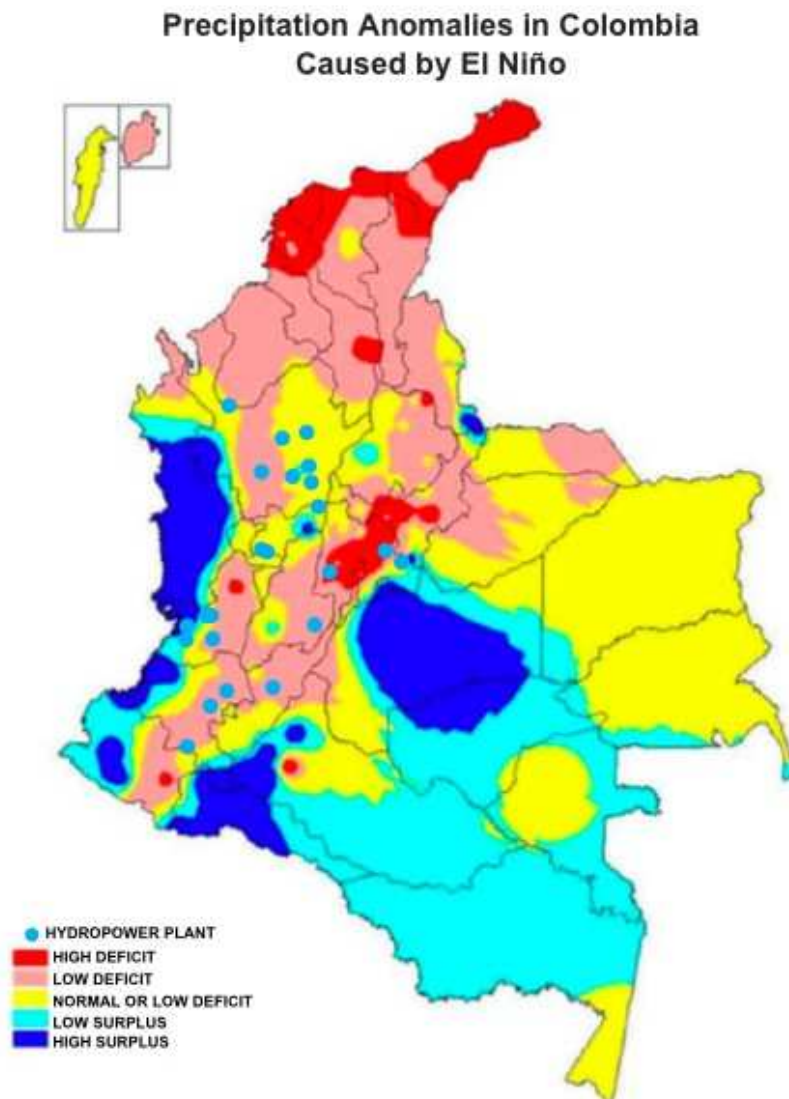 Precipitation Anomalies in Colombia
Caused by El Niño
HYDROPOWER PLANT
HIGH DEFICIT
LOW DEFICIT
NORMAL OR LOW DEFICIT
LOW SURPLUS
HIGH SURPLUS